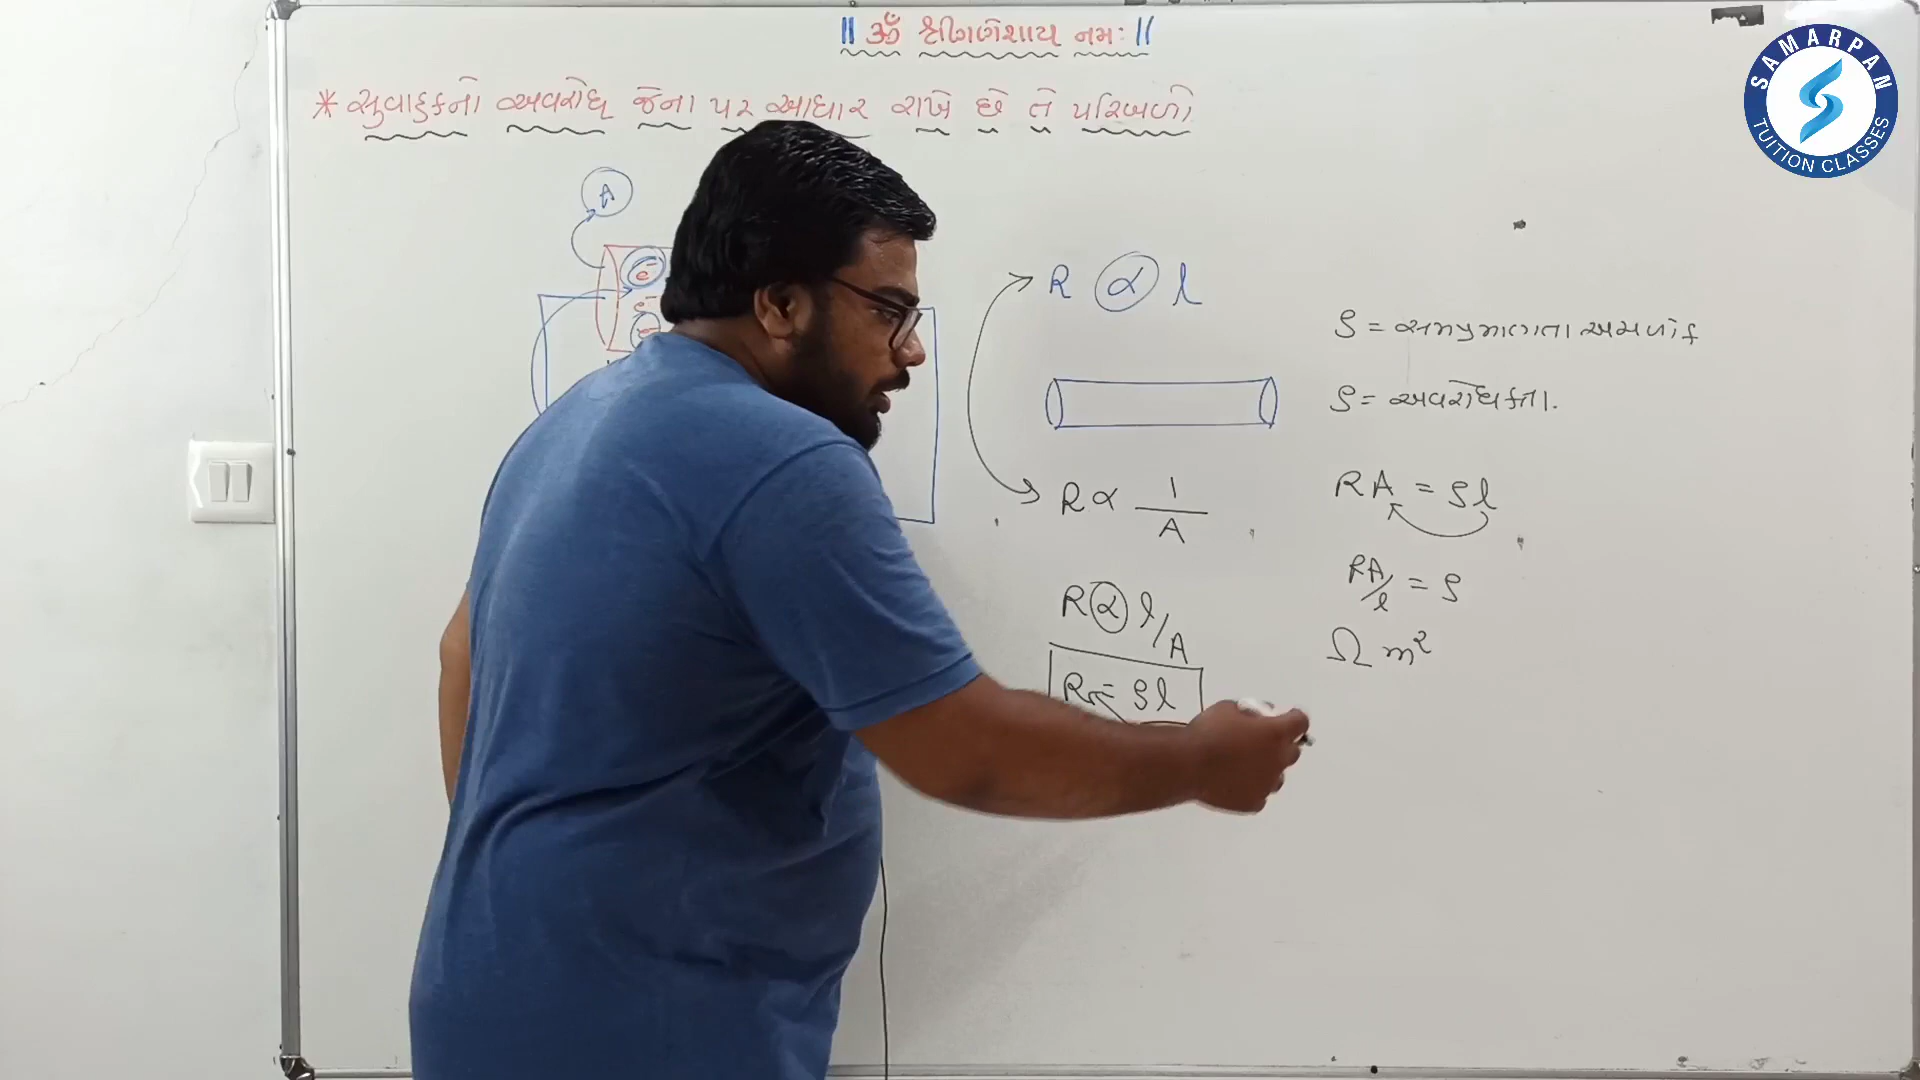 || ૐ શ્રી ગણેશાય નમઃ ||
* સુવાહકનો અવરોધ જેના પર આધાર રાખે છે તે પરિબળો
A
e⁻
e⁻
R α l
R α 1/A
R α l/A
R = ρl
ρ = સમપ્રમાણતા અચળાંક
ρ = અવરોધકતા.
RA = ρl
RA/l = ρ
Ω m²
SAMARPAN
TUITION CLASSES